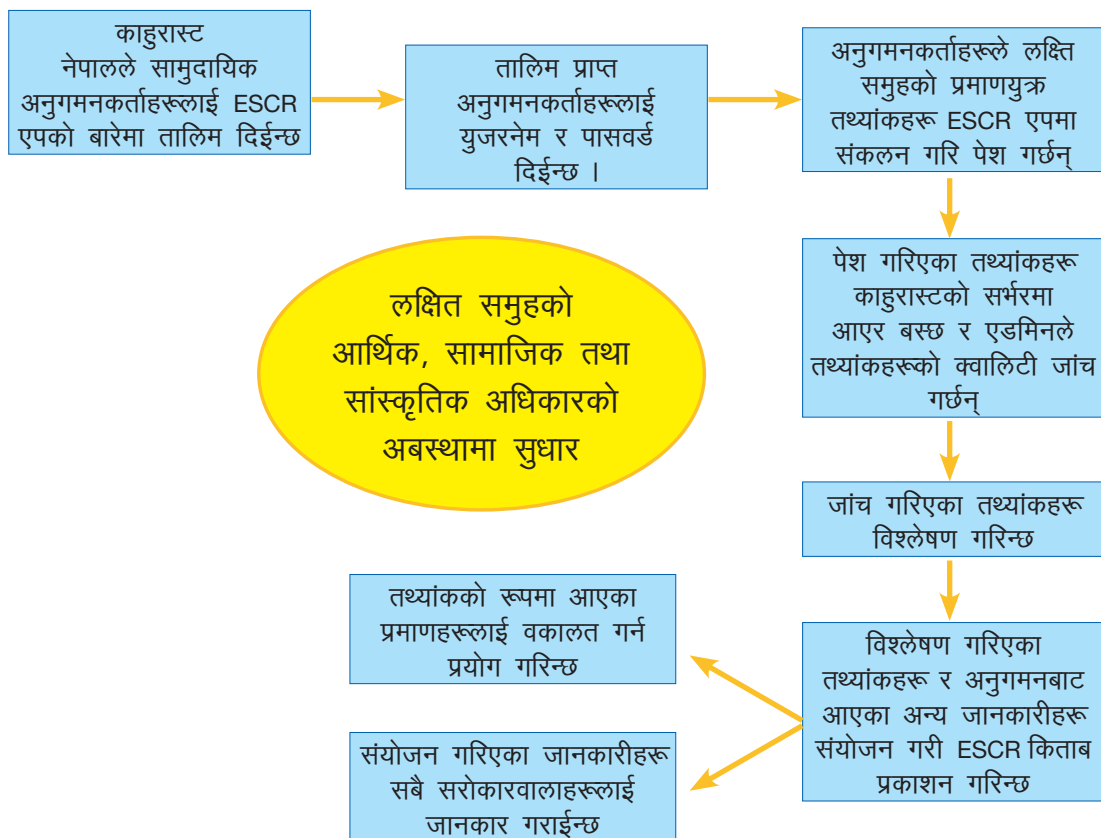 काहुरास्ट
नेपालले सामुदायिक
अनुगमनकर्ताहरूलाई ESCR
एपको बारेमा तालिम दिईन्छ
तालिम प्राप्त
अनुगमनकर्ताहरूलाई
युजरनेम र पासवर्ड
दिईन्छ ।
अनुगमनकर्ताहरूले लक्ष्ति
समुहको प्रमाणयुक्र
तथ्यांकहरू ESCR एपमा
संकलन गरि पेश गर्छन्
पेश गरिएका तथ्यांकहरू
काहुरास्टको सर्भरमा
आएर बस्छ र एडमिनले
तथ्यांकहरूको क्वालिटी जांच
गर्छन्
लक्षित समुहको
आर्थिक, सामाजिक तथा
सांस्कृतिक अधिकारको
अबस्थामा सुधार
जांच गरिएका तथ्यांकहरू
विश्लेषण गरिन्छ
विश्लेषण गरिएका
तथ्यांकहरू र अनुगमनबाट
आएका अन्य जानकारीहरू
संयोजन गरी ESCR किताब
प्रकाशन गरिन्छ
तथ्यांकको रूपमा आएका
प्रमाणहरूलाई वकालत गर्न
प्रयोग गरिन्छ
संयोजन गरिएका जानकारीहरू
सबै सरोकारवालाहरूलाई
जानकार गराईन्छ